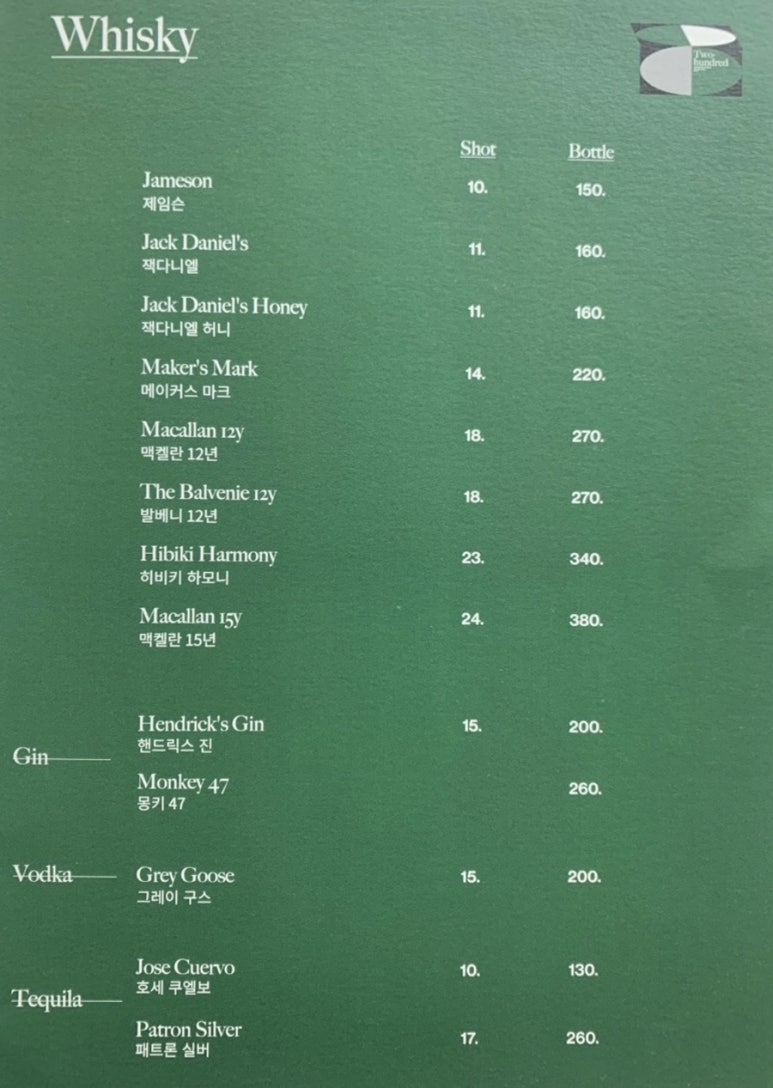 Whisky
Two
hundred
Shot Bottle
Jameson 10. 150.
제임슨
Jack Daniel's 11. 160.
잭다니엘
Jack Daniel's Honey 11. 160.
잭다니엘 허니
Maker's Mark 14. 220.
메이커스 마크
Macallan 12y 18. 270.
맥켈란 12년
The Balvenie 12y 18. 270.
발베니 12년
Hibiki Harmony 23. 340.
히비키 하모니
Macallan 15y 24. 380.
맥켈란 15년
Gin
Hendrick's Gin 15. 200.
핸드릭스 진
Monkey 47 260.
몽키 47
Vodka
Grey Goose 15. 200.
그레이 구스
Tequila
Jose Cuervo 10. 130.
호세 쿠엘보
Patron Silver 17. 260.
패트론 실버